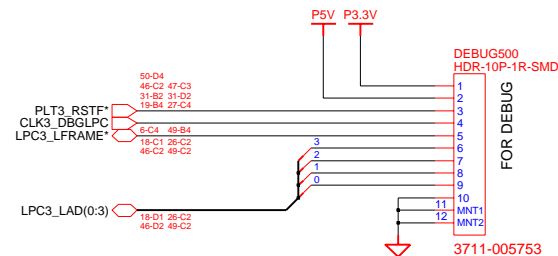 P5V P3.3V
DEBUG500
HDR-10P-1R-SMD
50-D4
46-C2 47-C3
31-B2 31-D2
19-B4 27-C4
PLT3_RSTF*
CLK3_DBGLPC
LPC3_LFRAME*
6-C4 49-B4
18-C1 26-C2
46-C2 49-C2
3
2
1
0
LPC3_LAD(0:3)
18-D1 26-C2
46-D2 49-C2
1
2
3
4
5
6
7
8
9
10
11 MNT1
12 MNT2
FOR DEBUG
3711-005753